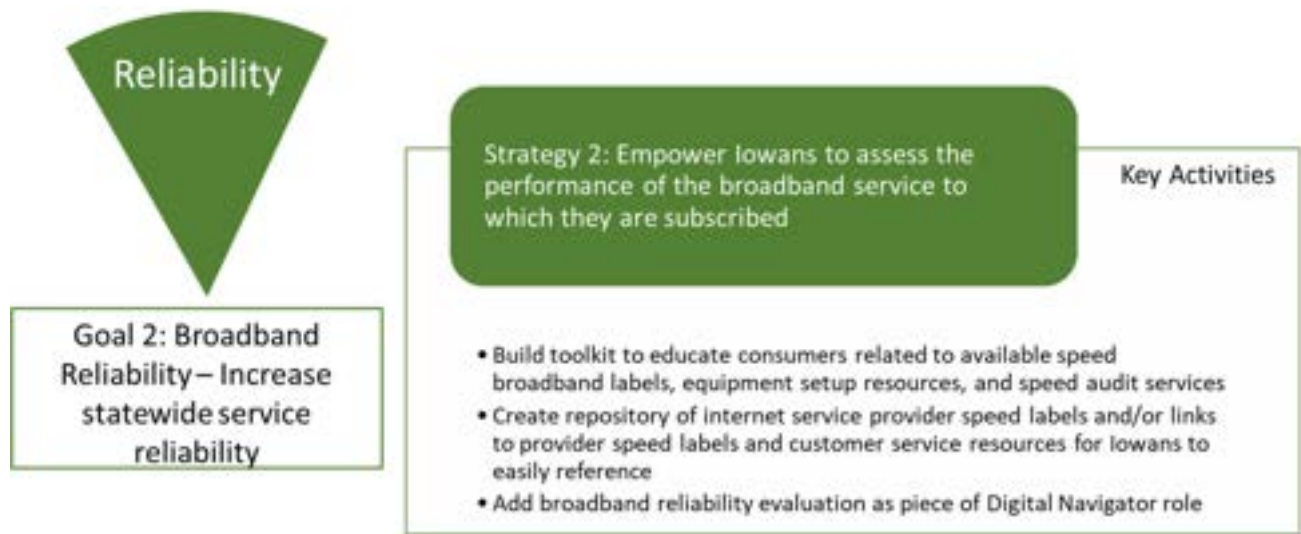 Reliability
Goal 2: Broadband
Reliability – Increase
statewide service
reliability
Strategy 2: Empower Iowans to assess the
performance of the broadband service to
which they are subscribed
Key Activities
• Build toolkit to educate consumers related to available speed
broadband labels, equipment setup resources, and speed audit services
• Create repository of internet service provider speed labels and/or links
to provider speed labels and customer service resources for Iowans to
easily reference
• Add broadband reliability evaluation as piece of Digital Navigator role